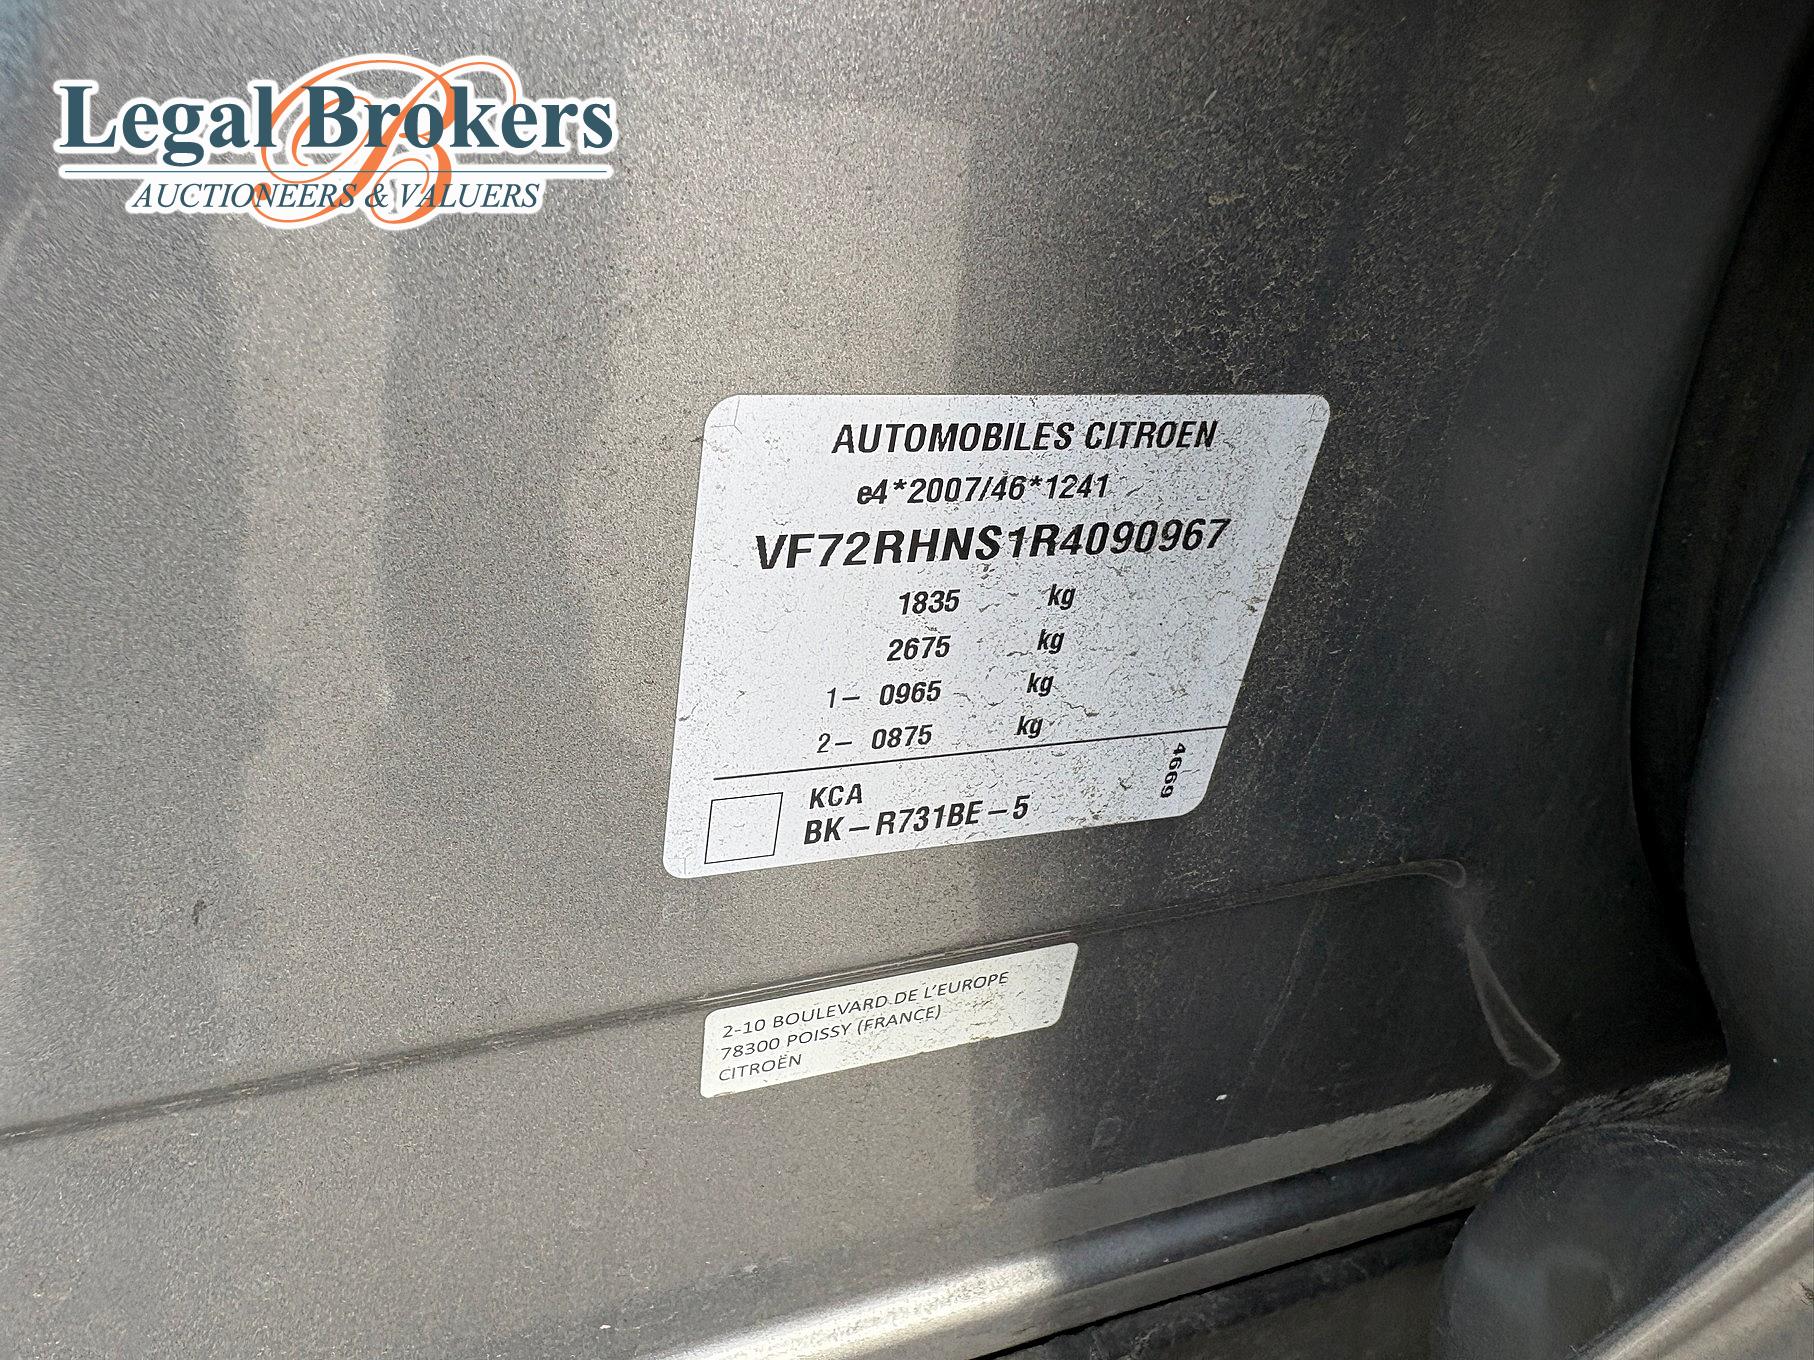 Legal Brokers
AUCTIONEERS & VALUERS
AUTOMOBILES CITROEN
e4*2007/46*1241
VF72RHNS1R4090967
1835 kg
2675 kg
1- 0965 kg
2- 0875 kg
4669
KCA
BK-R731BE-5
2-10 BOULEVARD DE L'EUROPE
78300 POISSY (FRANCE)
CITROËN